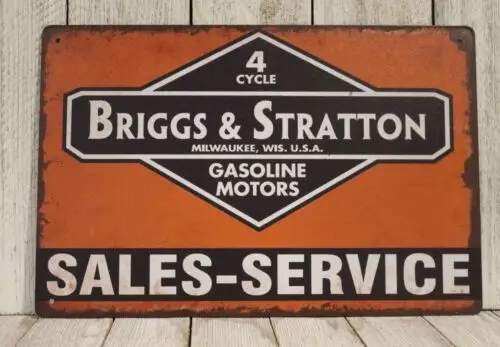 4
CYCLE
BRIGGS & STRATTON
MILWAUKEE, WIS. U.S.A.
GASOLINE
MOTORS
SALES-SERVICE